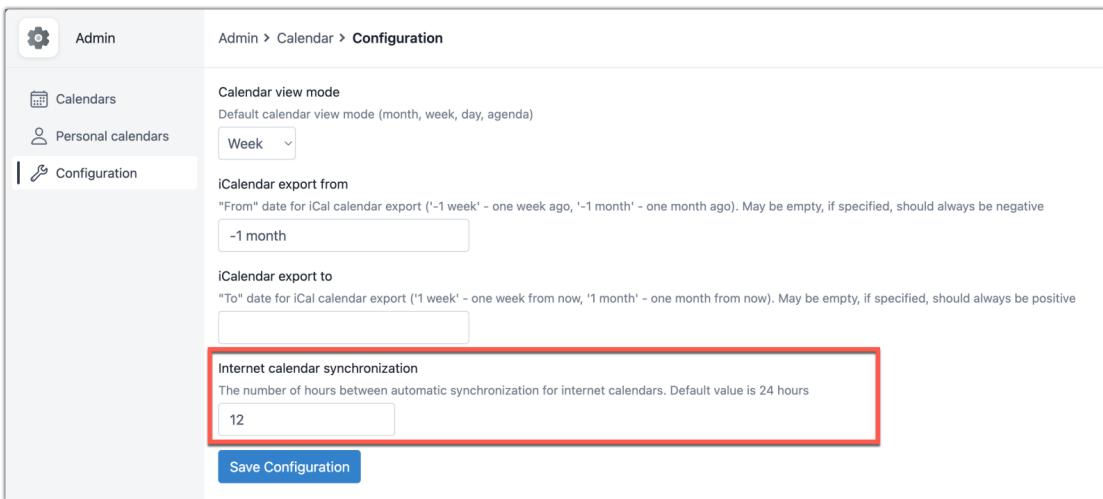 Admin
Admin > Calendar > Configuration
Calendars
Personal calendars
Configuration
Calendar view mode
Default calendar view mode (month, week, day, agenda)
Week
iCalendar export from
"From" date for iCal calendar export ('-1 week' - one week ago, '-1 month' - one month ago). May be empty, if specified, should always be negative
-1 month
iCalendar export to
"To" date for iCal calendar export ('1 week' - one week from now, '1 month' - one month from now). May be empty, if specified, should always be positive
Internet calendar synchronization
The number of hours between automatic synchronization for internet calendars. Default value is 24 hours
12
Save Configuration